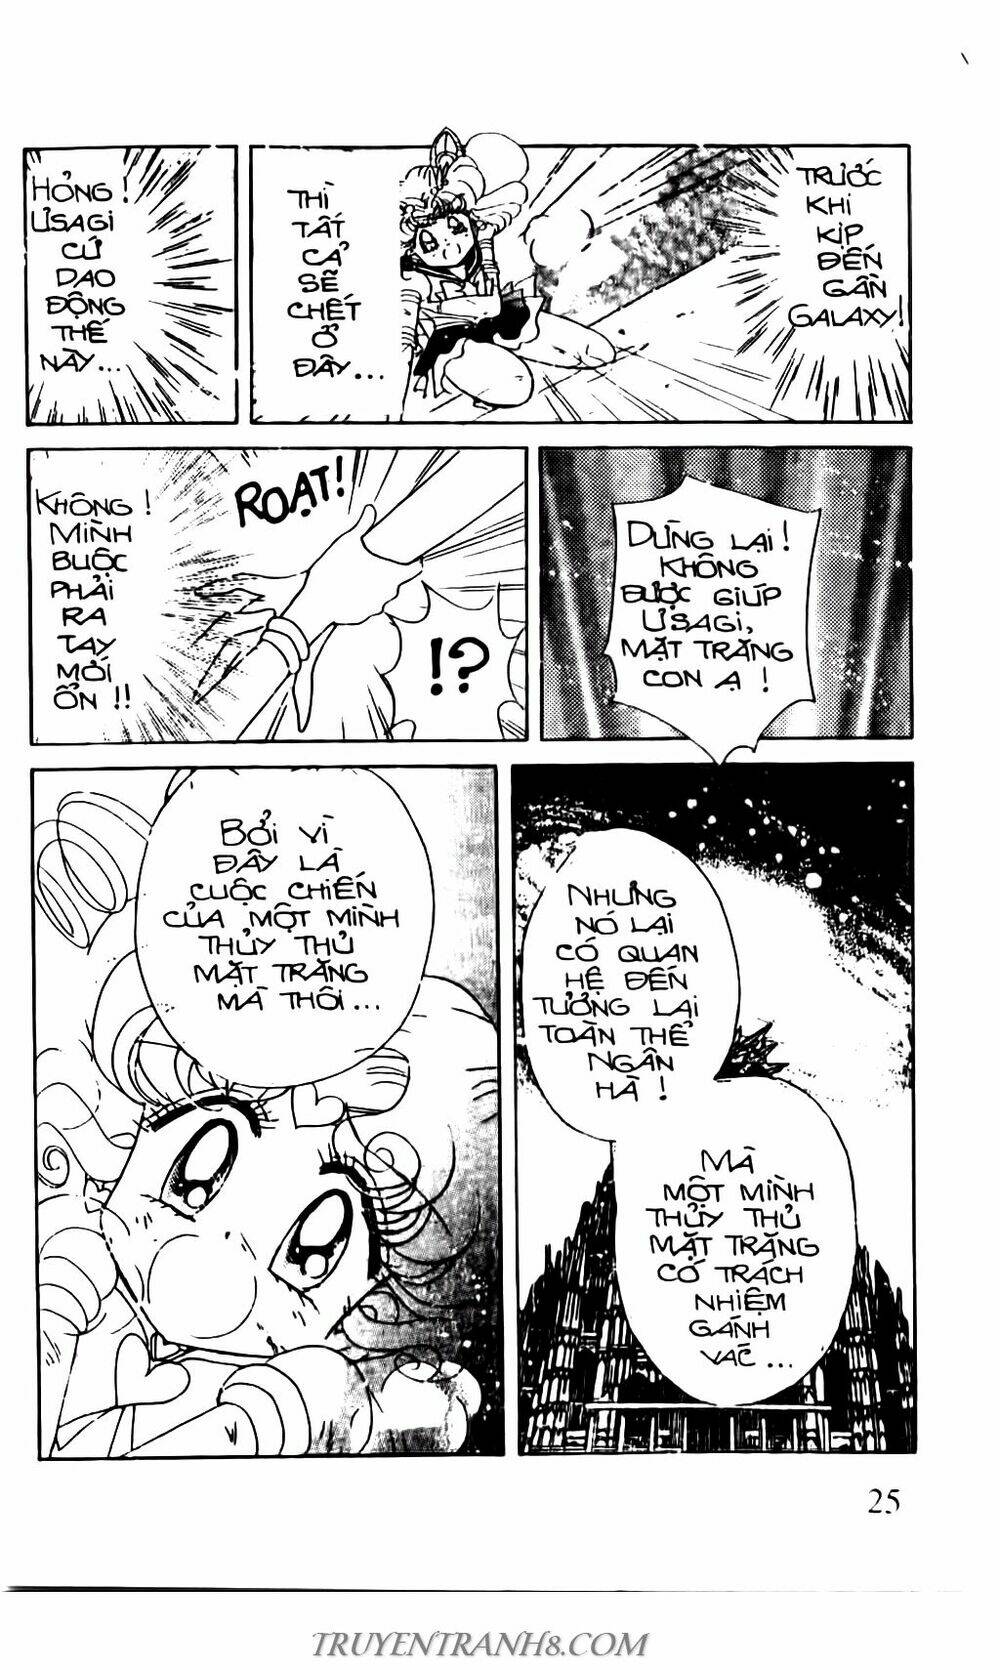 HỎNG !
ƯSAGI
CỨ
DAO
ĐỘNG
THẾ
NÀY...
THÌ
TẤT
CẢ
SẼ
CHẾT
Ở
ĐÂY...
TRƯỚC
KHI
KỊP
ĐẾN
GẦN
GALAXY!
KHÔNG !
MÌNH
BUỘC
PHẢI
RA
TAY
MỚI
ỔN !!
ROẠT!
!?
DỪNG LẠI !
KHÔNG
ĐƯỢC GIÚP
ƯSAGI,
MẶT TRĂNG
CON Ạ !
BỞI VÌ
ĐÂY LÀ
CUỘC CHIẾN
CỦA MỘT MÌNH
THỦY THỦ
MẶT TRĂNG
MÀ THÔI ...
NHƯNG
NÓ LẠI
CÓ QUAN
HỆ ĐẾN
TƯƠNG LAI
TOÀN THỂ
NGÂN
HÀ !
MÀ
MỘT MÌNH
THỦY THỦ
MẶT TRĂNG
CÓ TRÁCH
NHIỆM
GÁNH
VÁC ...
25
TRUYENTRANH8.COM